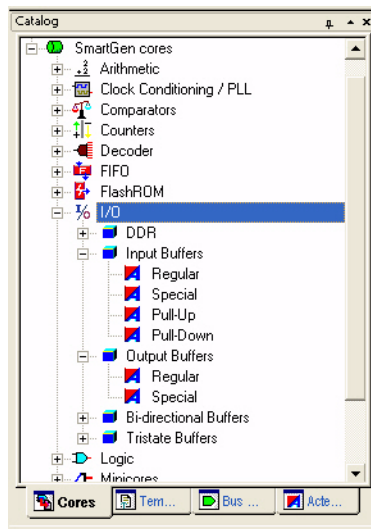 Catalog
SmartGen cores
Arithmetic
Clock Conditioning / PLL
Comparators
Counters
Decoder
FIFO
FlashROM
I/O
DDR
Input Buffers
Regular
Special
Pull-Up
Pull-Down
Output Buffers
Regular
Special
Bi-directional Buffers
Tristate Buffers
Logic
Minicores
Cores Tem... Bus ... Acte...